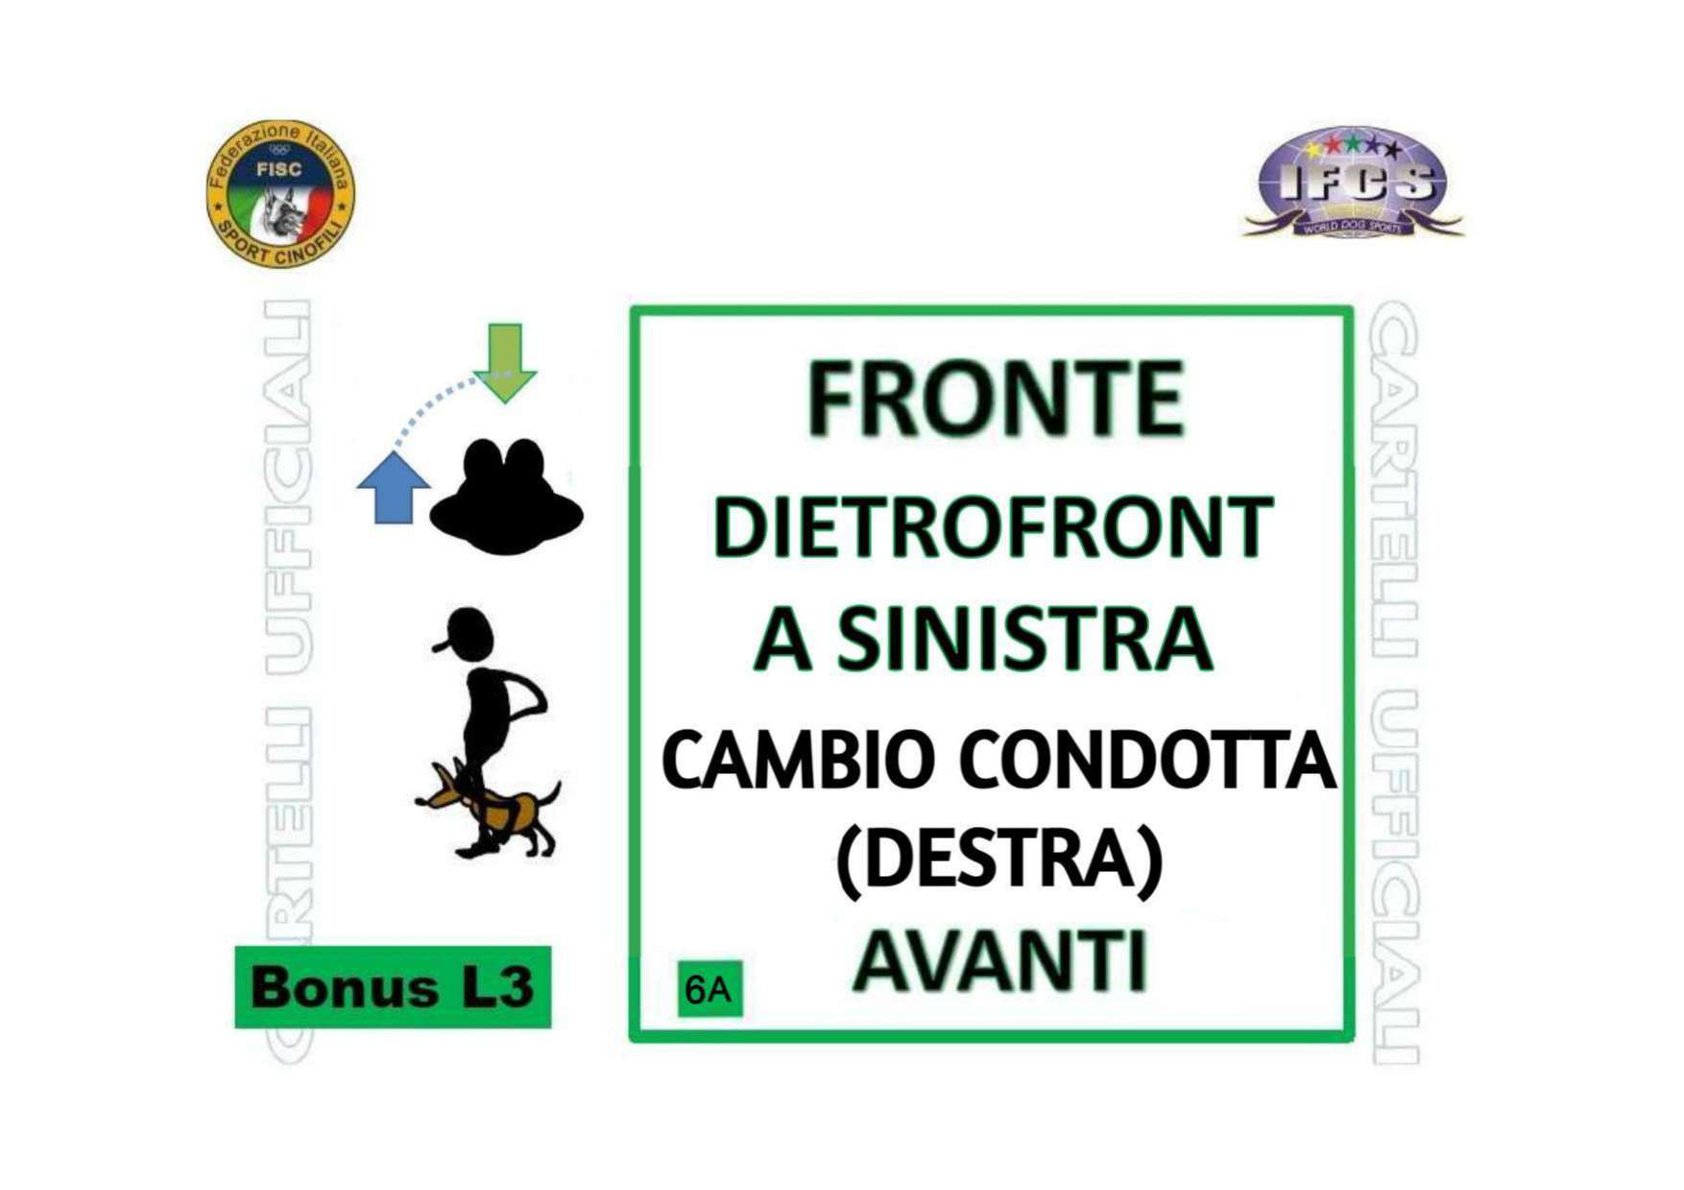 Federazione Italiana
FISC
SPORT CINOFILI
IFCS
WORLD DOG SPORTS
CARTELLI UFFICIALI
FRONTE
DIETROFRONT
A SINISTRA
CAMBIO CONDOTTA
(DESTRA)
AVANTI
6A
Bonus L3
CARTELLI UFFICIALI